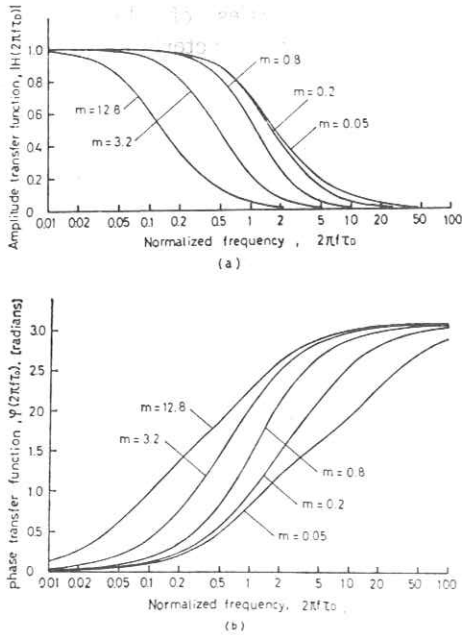 Amplitude transfer function, |H(2πfτD)|
1.0
0.8
0.6
0.4
0.2
0
m=0.8
m=0.2
m=0.05
m=12.8
m=3.2
0.01 0.02 0.05 0.1 0.2 0.5 1 2 5 10 20 50 100
Normalized frequency , 2πfτD
(a)
phase transfer function ,φ(2πfτD), [radians]
3.0
2.5
2.0
1.5
1.0
0.5
0
m=12.8
m=3.2
m=0.8
m=0.2
m=0.05
0.01 0.02 0.05 0.1 0.2 0.5 1 2 5 10 20 50 100
Normalized frequency, 2πfτD
(b)